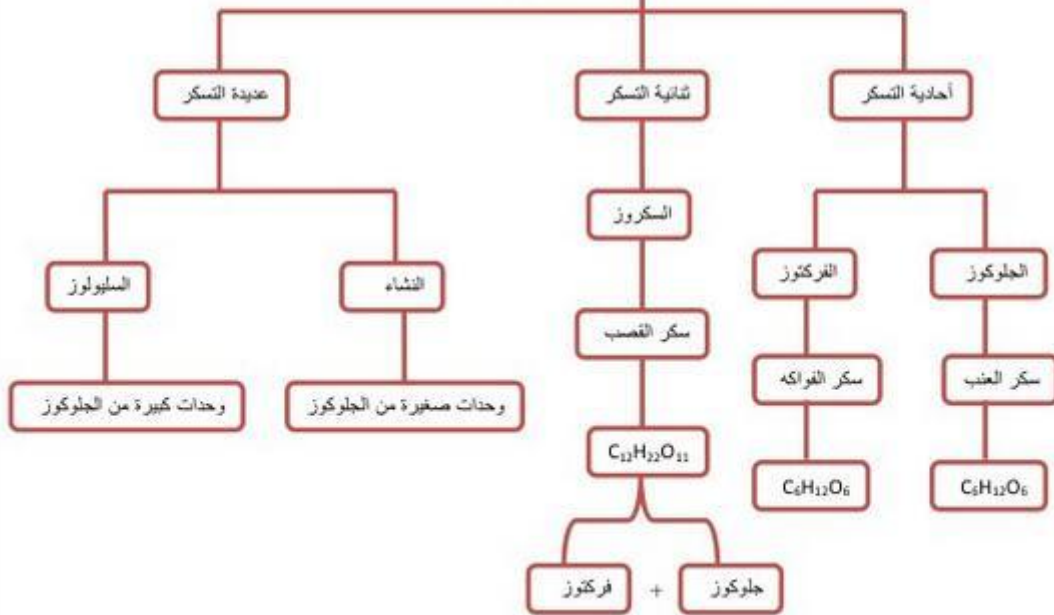 أحادية التسكر
ثنائية التسكر
عديدة التسكر
السكروز
الجلوكوز
الفركتوز
النشاء
السليولوز
سكر القصب
سكر العنب
سكر الفواكه
وحدات صغيرة من الجلوكوز
وحدات كبيرة من الجلوكوز
C₁₂H₂₂O₁₁
C₆H₁₂O₆
C₆H₁₂O₆
جلوكوز + فركتوز